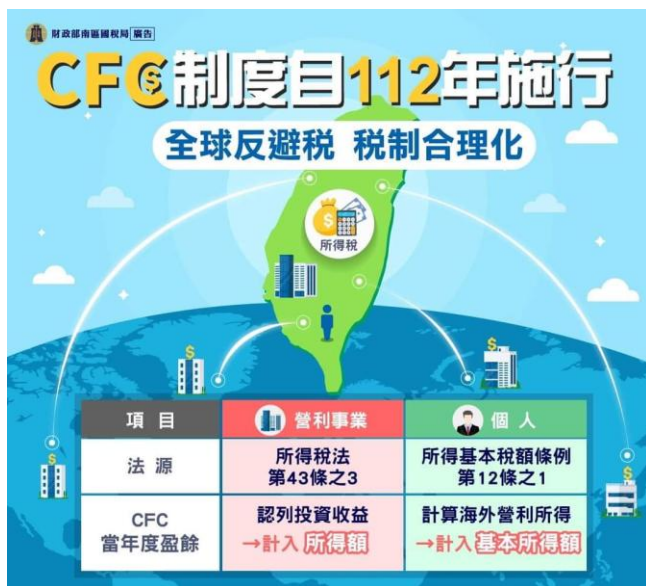 財政部南區國稅局 廣告
CFC制度自112年施行
全球反避稅 稅制合理化
$
所得稅
$
$
$
$
項目 營利事業 個人
法源
所得稅法
第43條之3
所得基本稅額條例
第12條之1
CFC
當年度盈餘
認列投資收益
→計入 所得額
計算海外營利所得
→計入 基本所得額